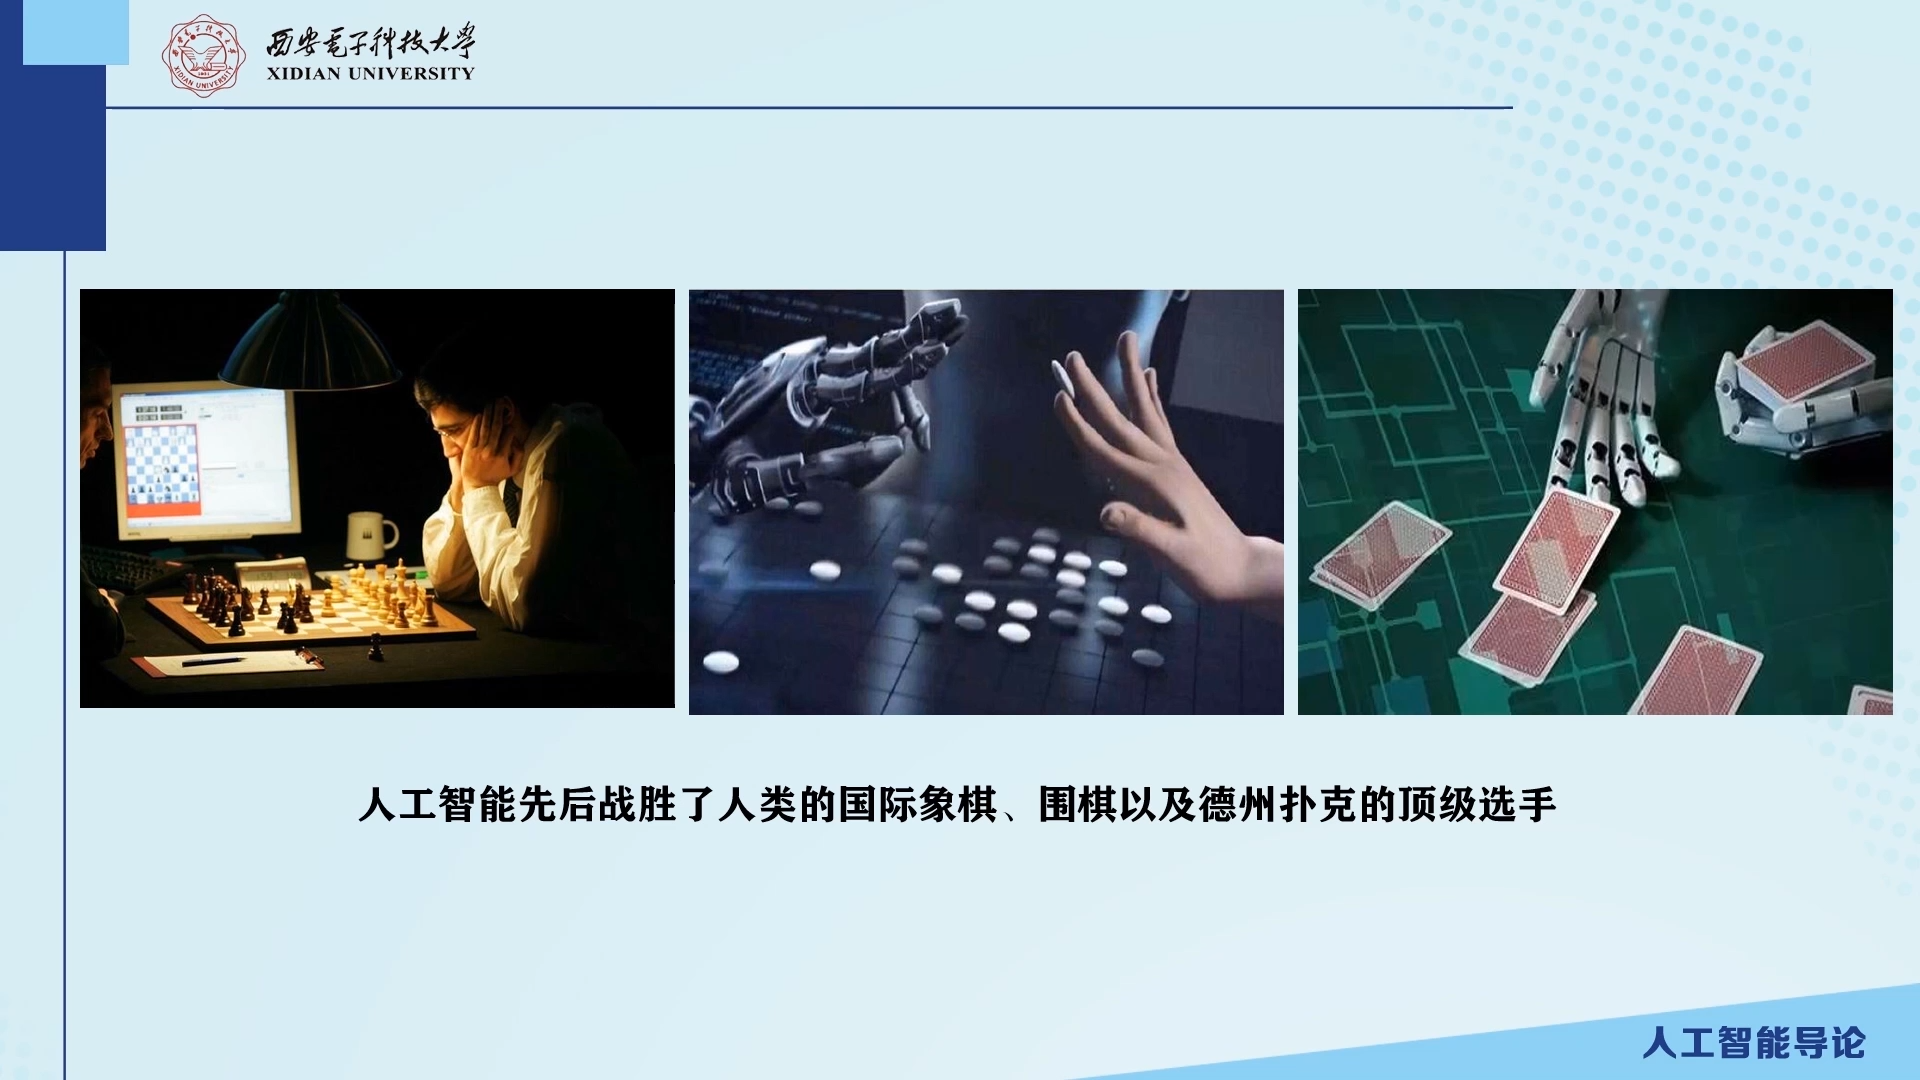 西安电子科技大学
XIDIAN UNIVERSITY
XIDIAN UNIVERSITY
人工智能先后战胜了人类的国际象棋、围棋以及德州扑克的顶级选手
人工智能导论